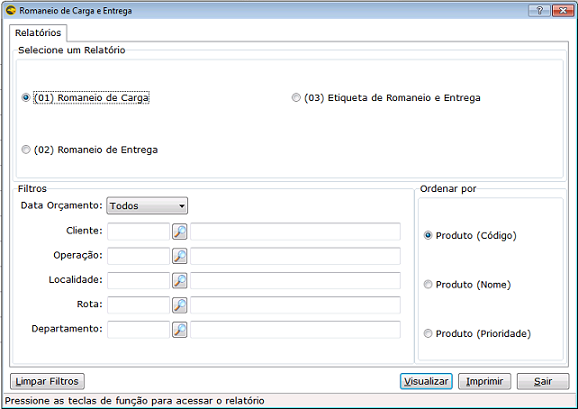 Romaneio de Carga e Entrega
Relatórios
Selecione um Relatório
(01) Romaneio de Carga
(03) Etiqueta de Romaneio e Entrega
(02) Romaneio de Entrega
Filtros
Ordenar por
Data Orçamento: Todos
Cliente:
Operação:
Localidade:
Rota:
Departamento:
Produto (Código)
Produto (Nome)
Produto (Prioridade)
Limpar Filtros
Visualizar
Imprimir
Sair
Pressione as teclas de função para acessar o relatório